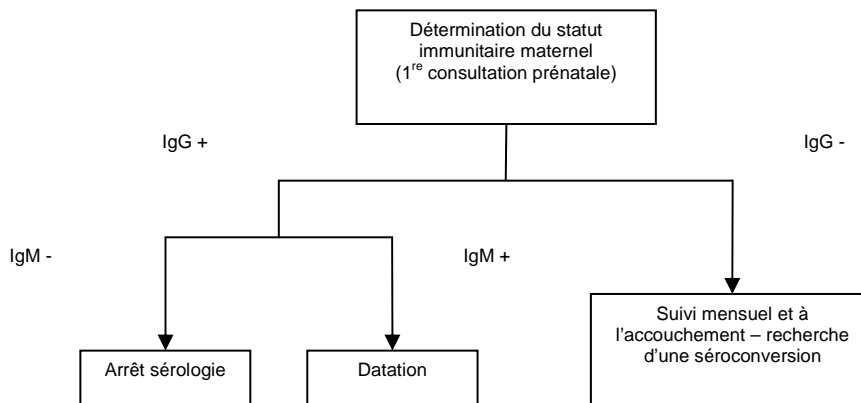 Détermination du statut
immunitaire maternel
(1re consultation prénatale)
IgG +
IgG -
IgM -
IgM +
Suivi mensuel et à
l'accouchement – recherche
d'une séroconversion
Arrêt sérologie
Datation